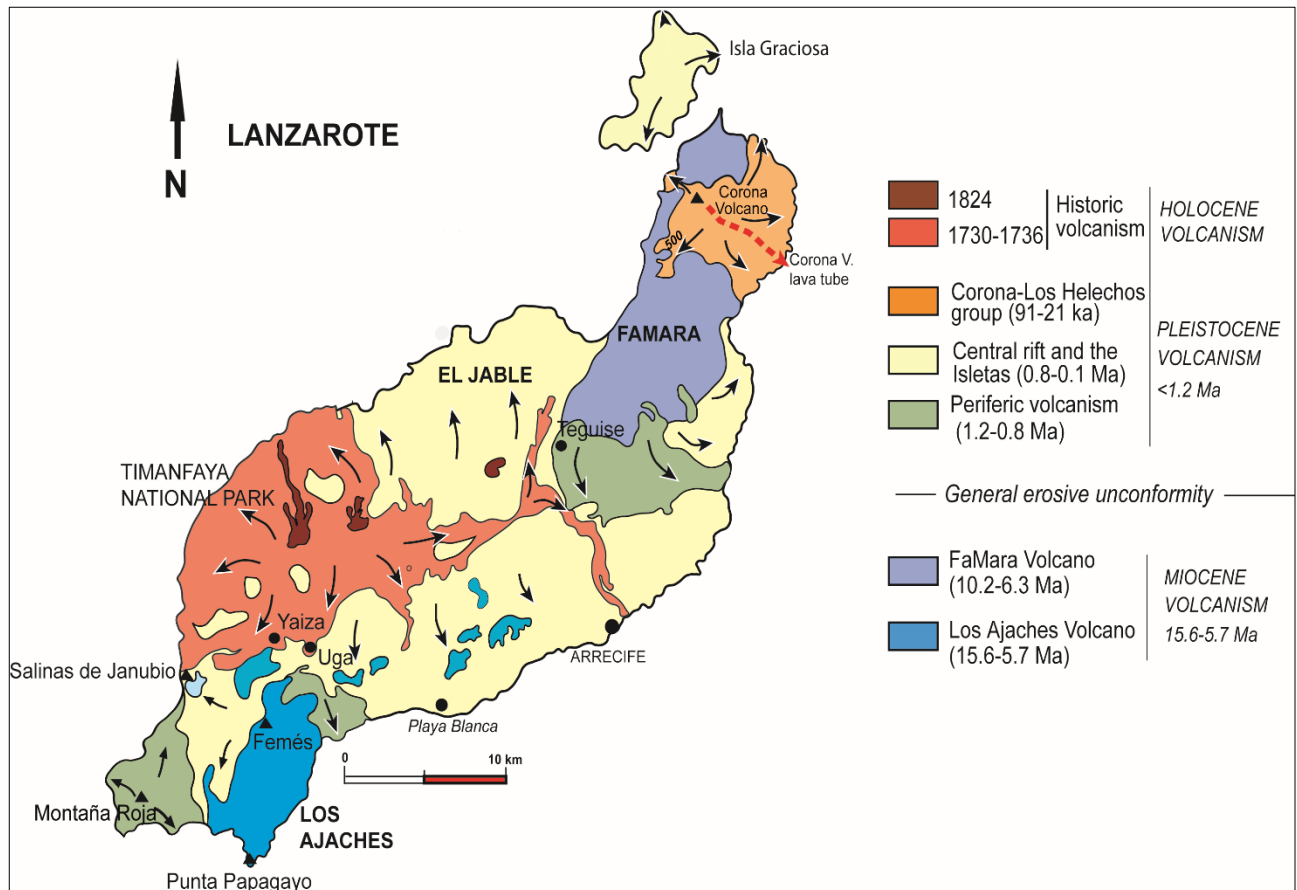 Isla Graciosa
LANZAROTE
N
Corona
Volcano
500
Corona V.
lava tube
FAMARA
EL JABLE
Teguise
TIMANFAYA
NATIONAL PARK
Yaiza
Uga
Salinas de Janubio
ARRECIFE
Playa Blanca
Femés
0
10 km
Montaña Roja
LOS
AJACHES
Punta Papagayo
1824
1730-1736
Historic
volcanism
HOLOCENE
VOLCANISM
Corona-Los Helechos
group (91-21 ka)
Central rift and the
Isletas (0.8-0.1 Ma)
Periferic volcanism
(1.2-0.8 Ma)
PLEISTOCENE
VOLCANISM
<1.2 Ma
General erosive unconformity
FaMara Volcano
(10.2-6.3 Ma)
Los Ajaches Volcano
(15.6-5.7 Ma)
MIOCENE
VOLCANISM
15.6-5.7 Ma